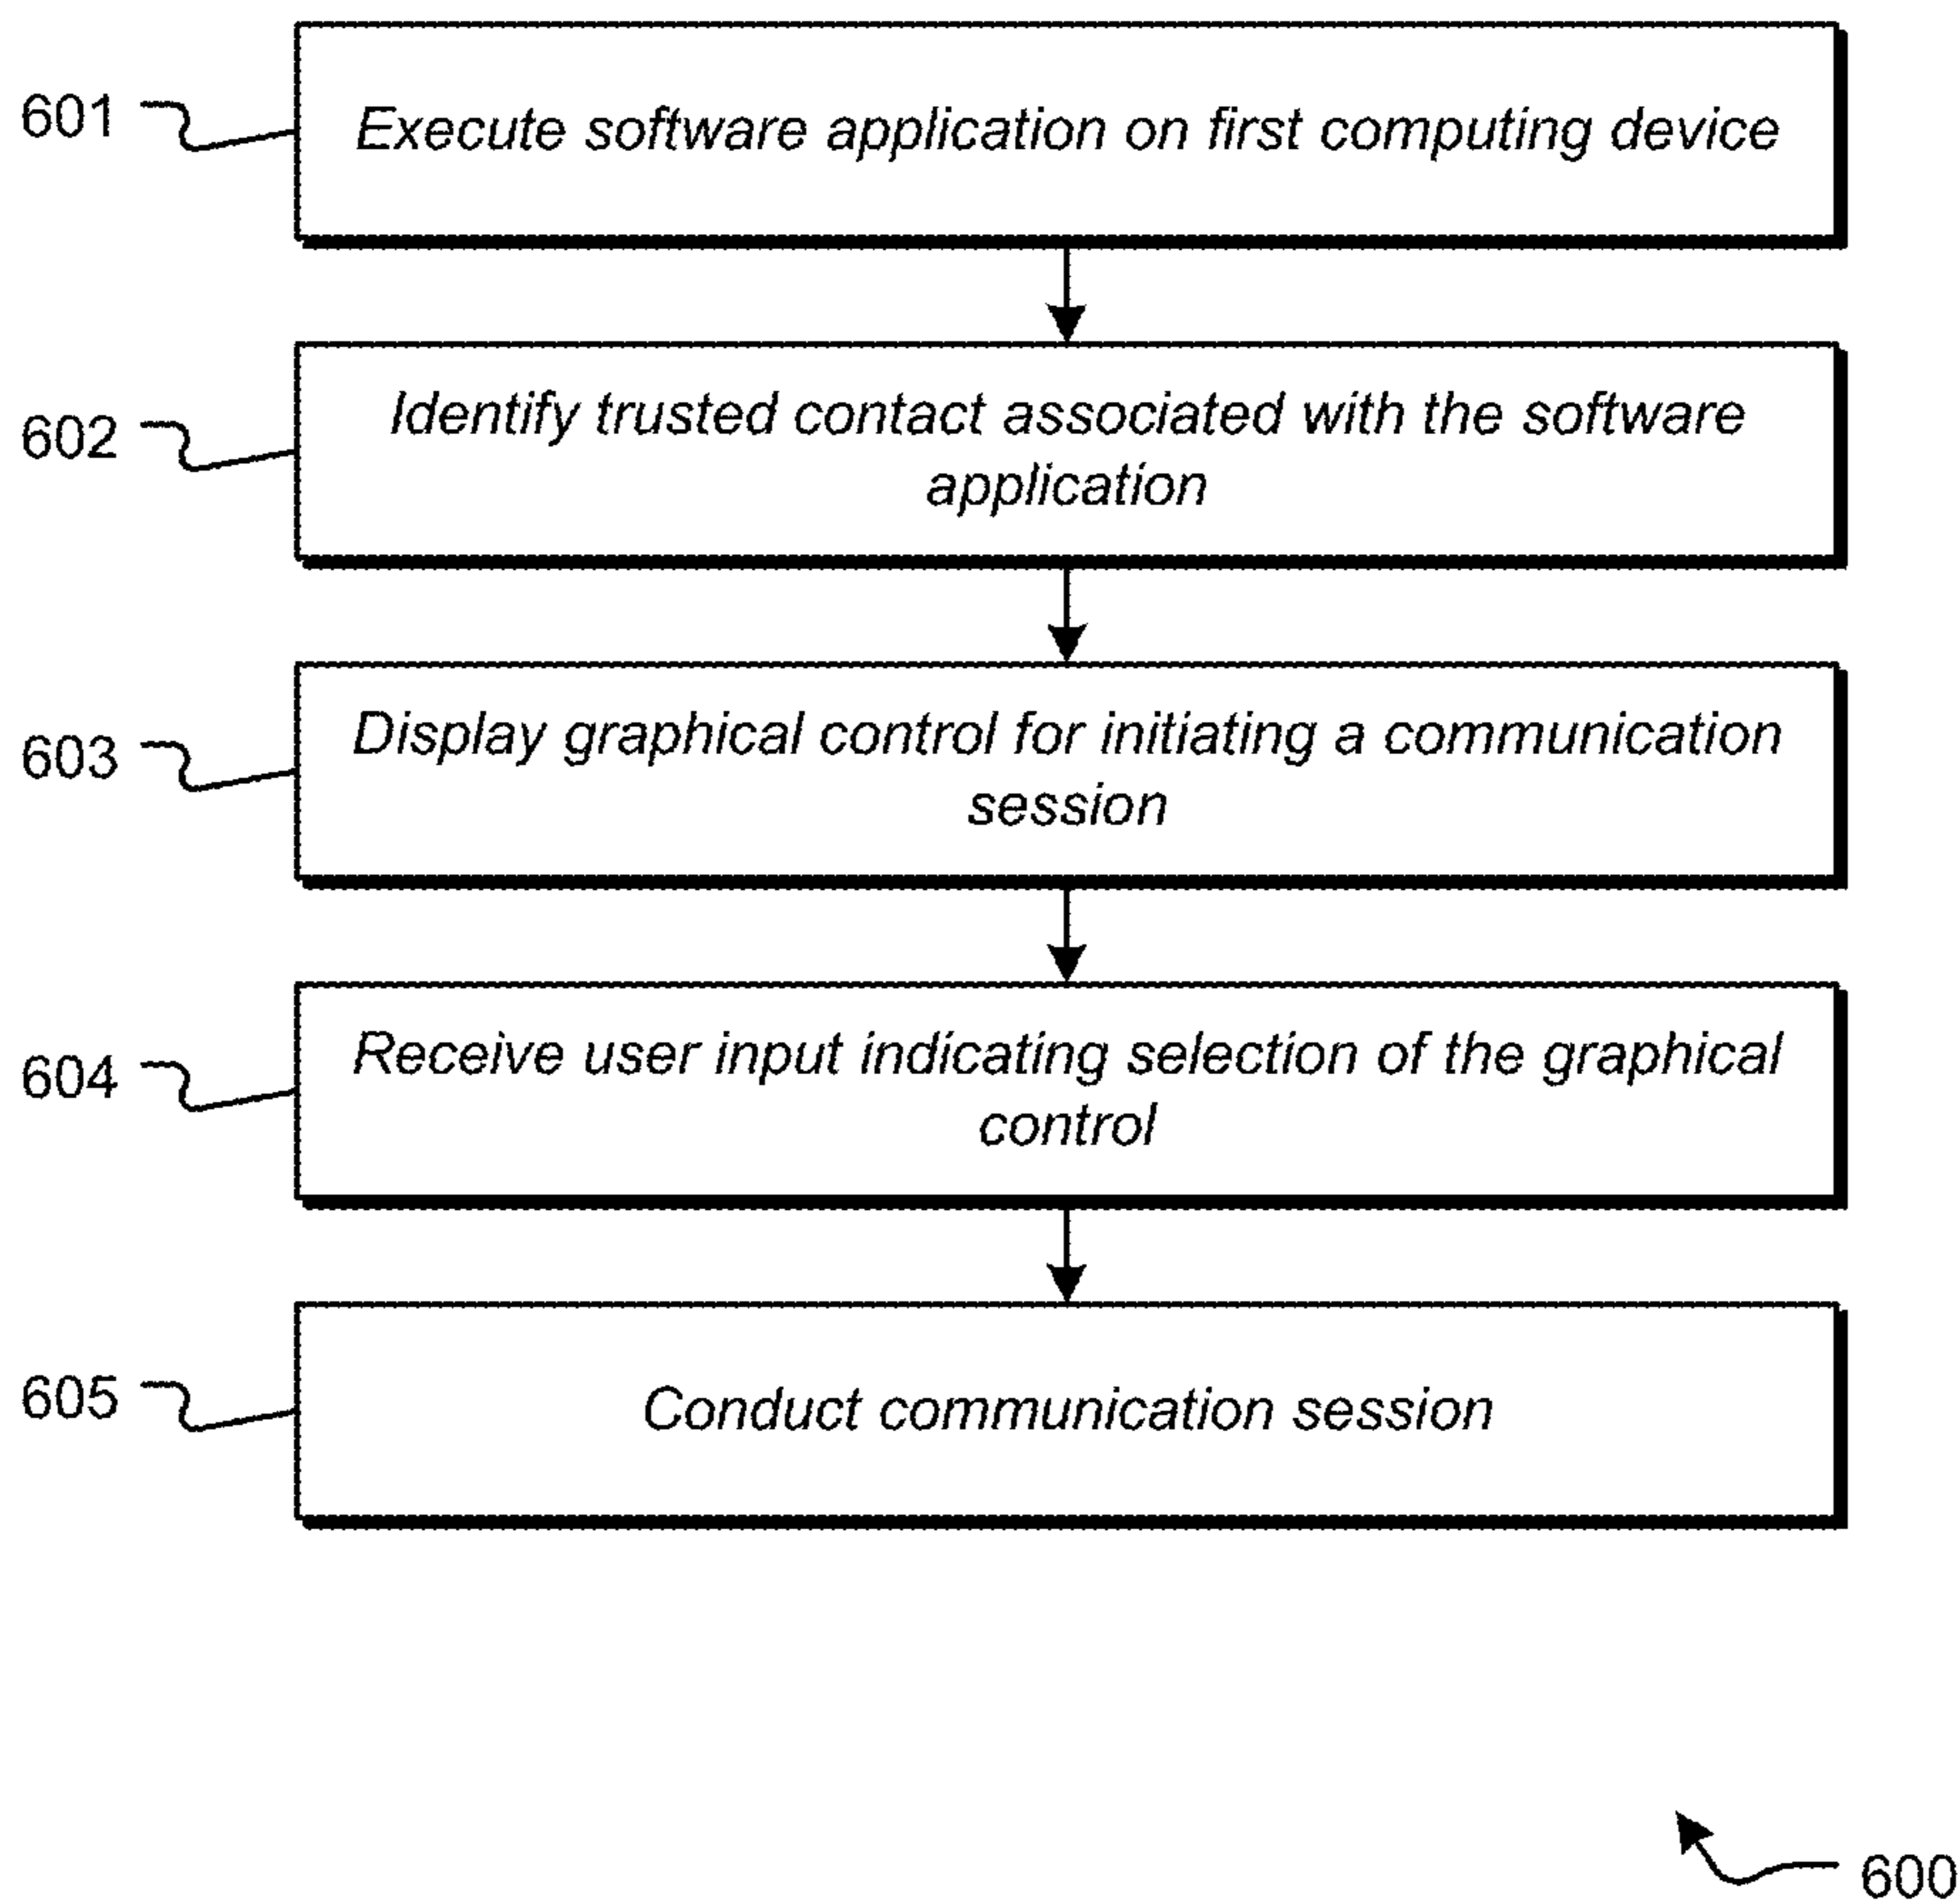 601
Execute software application on first computing device
602
Identify trusted contact associated with the software
application
603
Display graphical control for initiating a communication
session
604
Receive user input indicating selection of the graphical
control
605
Conduct communication session
600